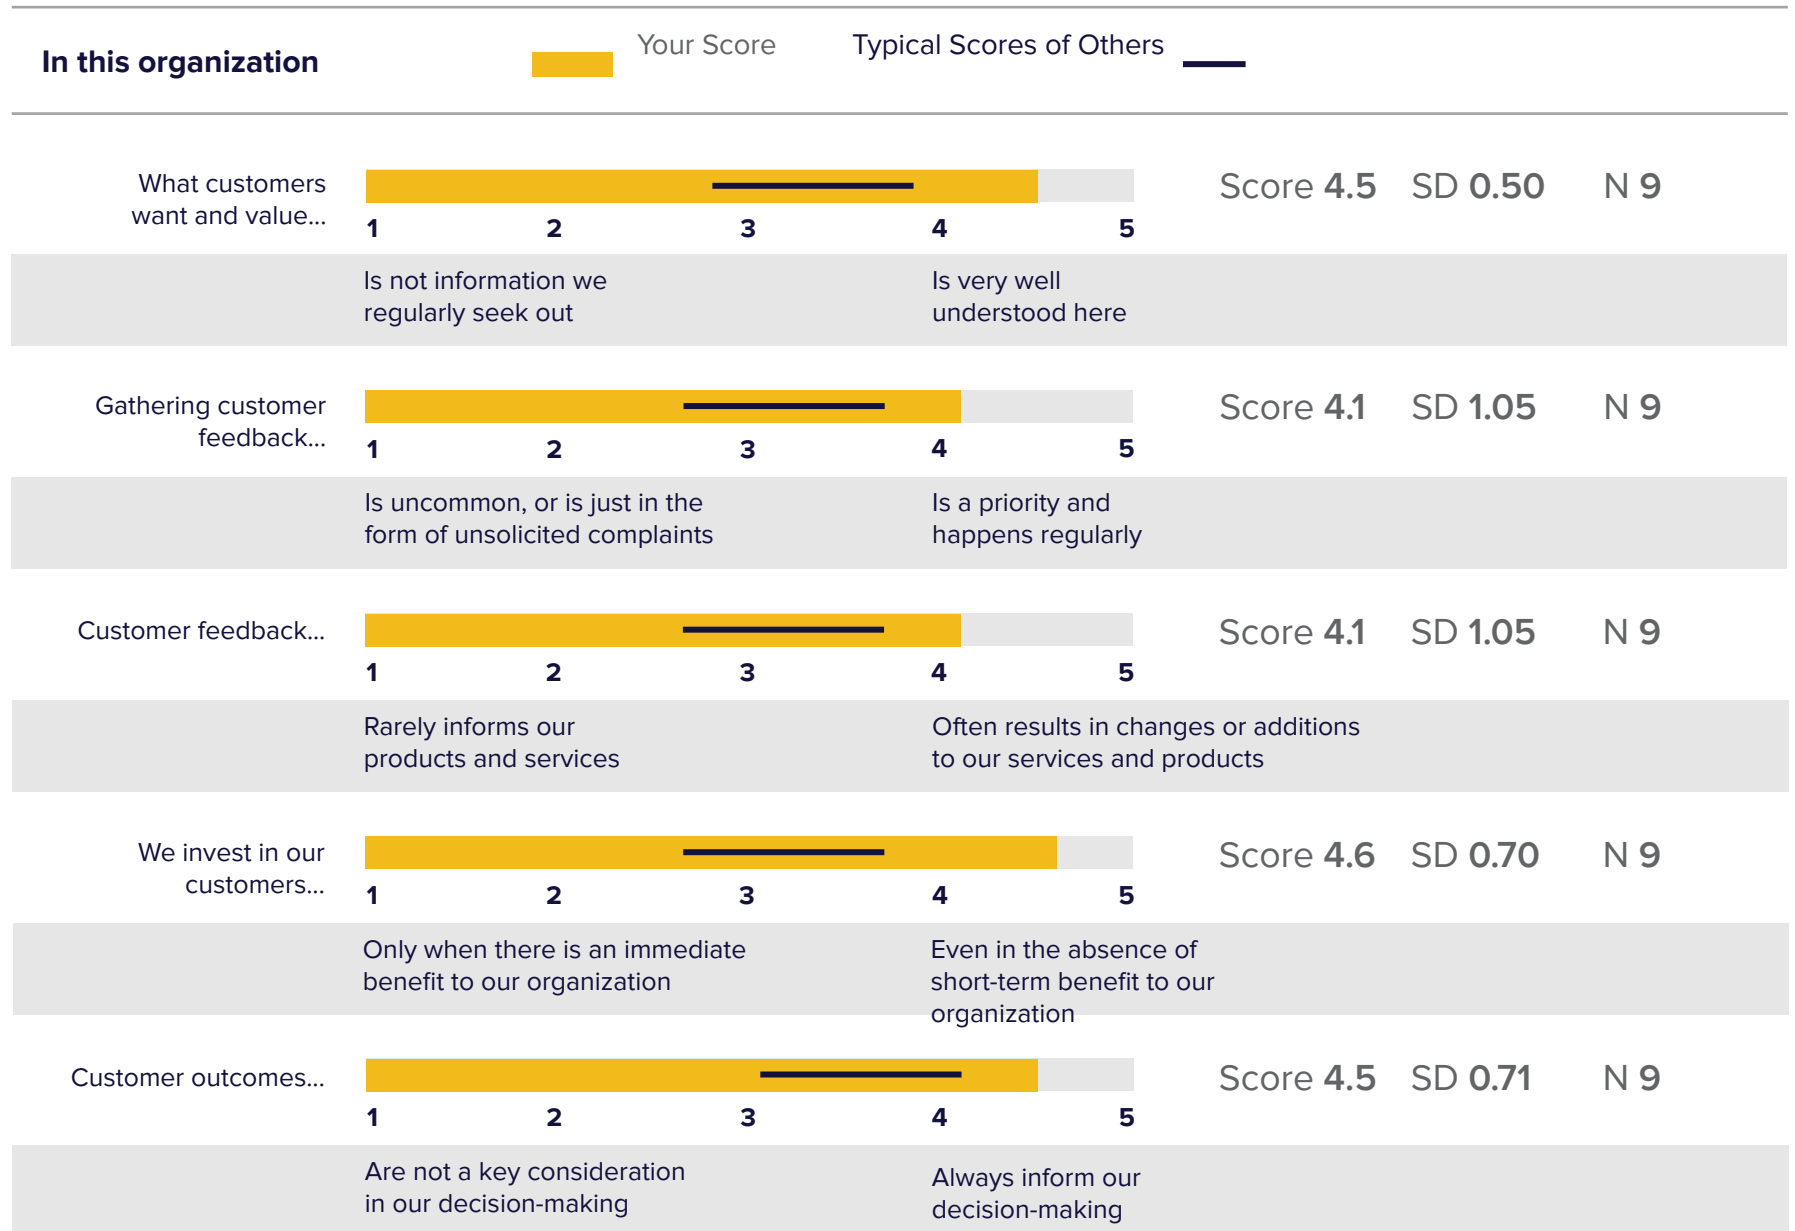 In this organization
Your Score
Typical Scores of Others
What customers
want and value...
1 2 3 4 5
Score 4.5 SD 0.50 N 9
Is not information we
regularly seek out
Is very well
understood here
Gathering customer
feedback...
1 2 3 4 5
Score 4.1 SD 1.05 N 9
Is uncommon, or is just in the
form of unsolicited complaints
Is a priority and
happens regularly
Customer feedback...
1 2 3 4 5
Score 4.1 SD 1.05 N 9
Rarely informs our
products and services
Often results in changes or additions
to our services and products
We invest in our
customers...
1 2 3 4 5
Score 4.6 SD 0.70 N 9
Only when there is an immediate
benefit to our organization
Even in the absence of
short-term benefit to our
organization
Customer outcomes...
1 2 3 4 5
Score 4.5 SD 0.71 N 9
Are not a key consideration
in our decision-making
Always inform our
decision-making